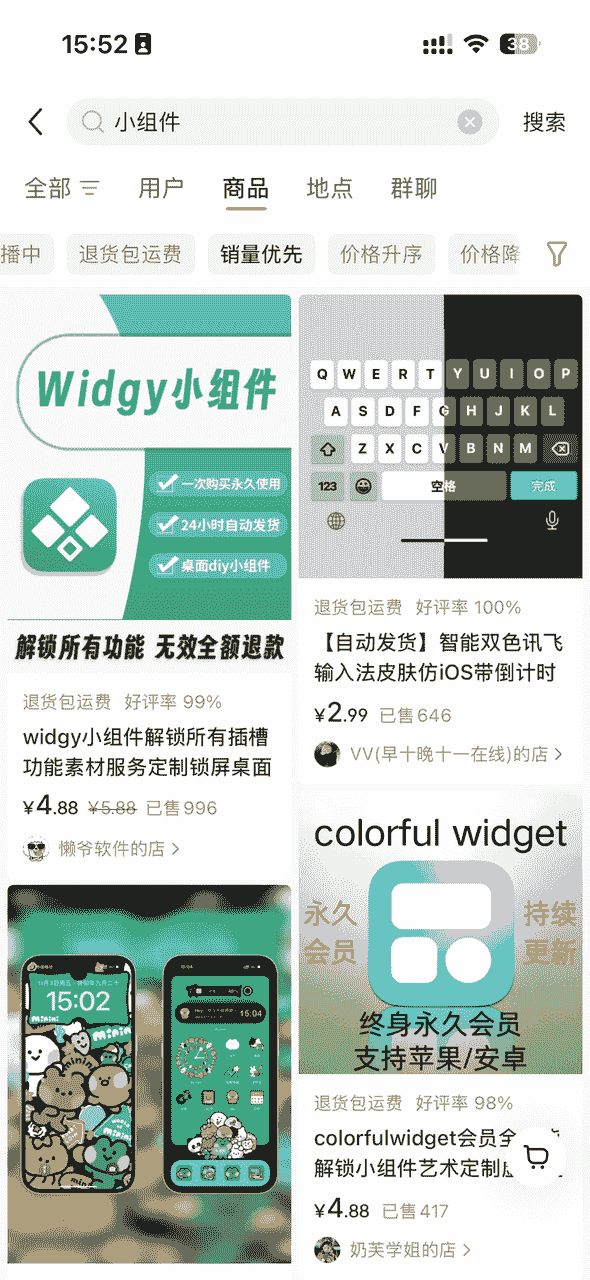 15:52
38
小组件
搜索
全部
用户
商品
地点
群聊
播中
退货包运费
销量优先
价格升序
价格降
Widgy小组件
一次购买永久使用
24小时自动发货
桌面diy小组件
解锁所有功能 无效全额退款
退货包运费 好评率 99%
widgy小组件解锁所有插槽
功能素材服务定制锁屏桌面
¥4.88 ¥5.88 已售996
懒爷软件的店
Q W E R T Y U I O P
A S D F G H J K L
Z X C V B N M
123
空格
完成
退货包运费 好评率 100%
【自动发货】智能双色讯飞
输入法皮肤仿iOS带倒计时
¥2.99 已售646
VV(早十晚十一在线)的店
15:02
minini
15:04
colorful widget
永久
会员
持续
更新
终身永久会员
支持苹果/安卓
退货包运费 好评率 98%
colorfulwidget会员全
解锁小组件艺术定制
¥4.88 已售417
奶芙学姐的店